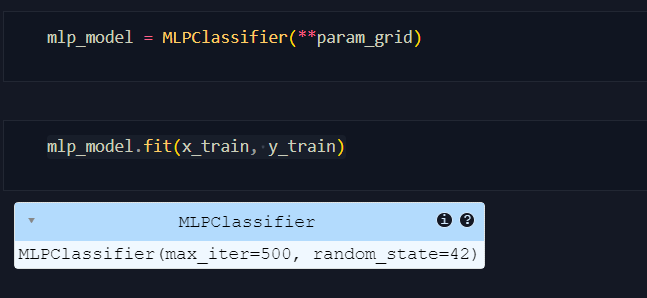 mlp_model = MLPClassifier(**param_grid)
mlp_model.fit(x_train, y_train)
MLPClassifier
MLPClassifier(max_iter=500, random_state=42)